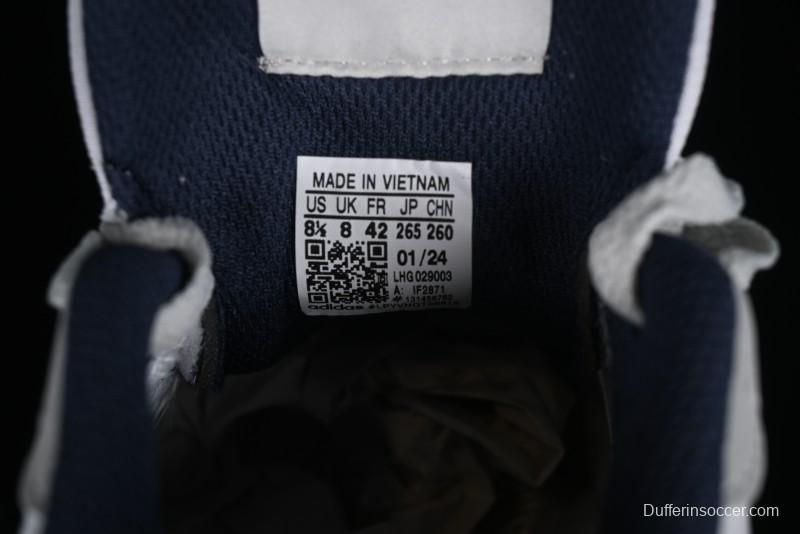 MADE IN VIETNAM
US UK FR JP CHN
8½ 8 42 265 260
01/24
LHG 029003
A: IF2871
adidas
Dufferinsoccer.com